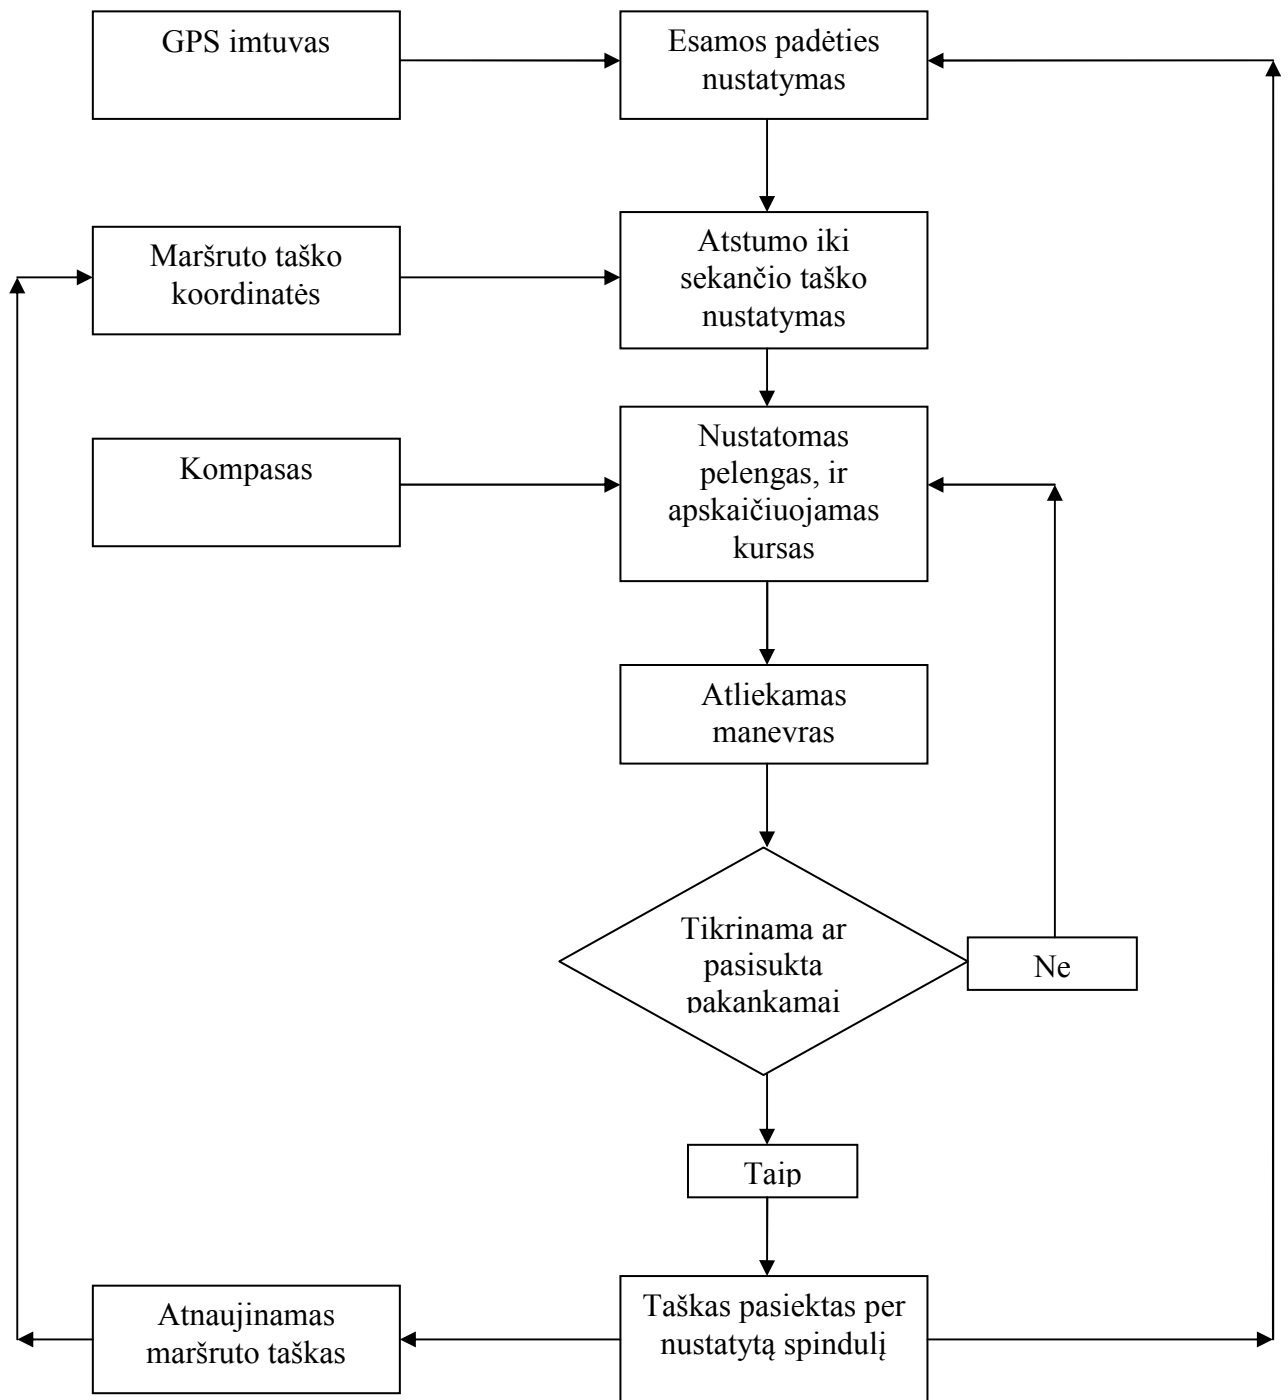 GPS imtuvas
Esamos padėties
nustatymas
Maršruto taško
koordinatės
Atstumo iki
sekančio taško
nustatymas
Kompasas
Nustatomas
pelengas, ir
apskaičiuojamas
kursas
Atliekamas
manevras
Tikrinama ar
pasisukta
pakankamai
Ne
Taip
Atnaujinamas
maršruto taškas
Taškas pasiektas per
nustatytą spindulį